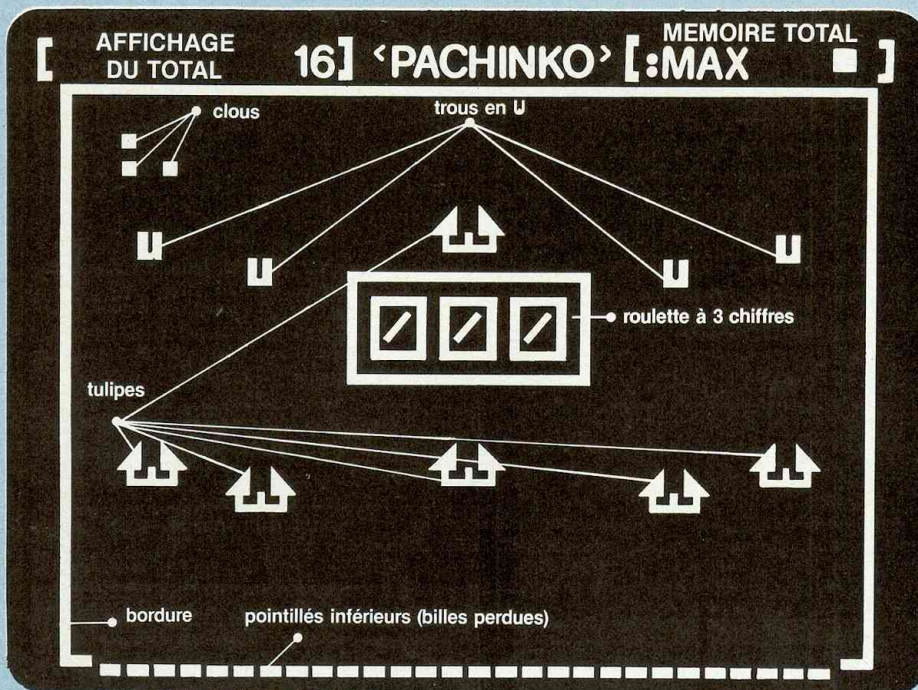 [ AFFICHAGE DU TOTAL 16] <PACHINKO> [:MAX MEMOIRE TOTAL ■ ]
clous
trous en U
roulette à 3 chiffres
tulipes
bordure
pointillés inférieurs (billes perdues)